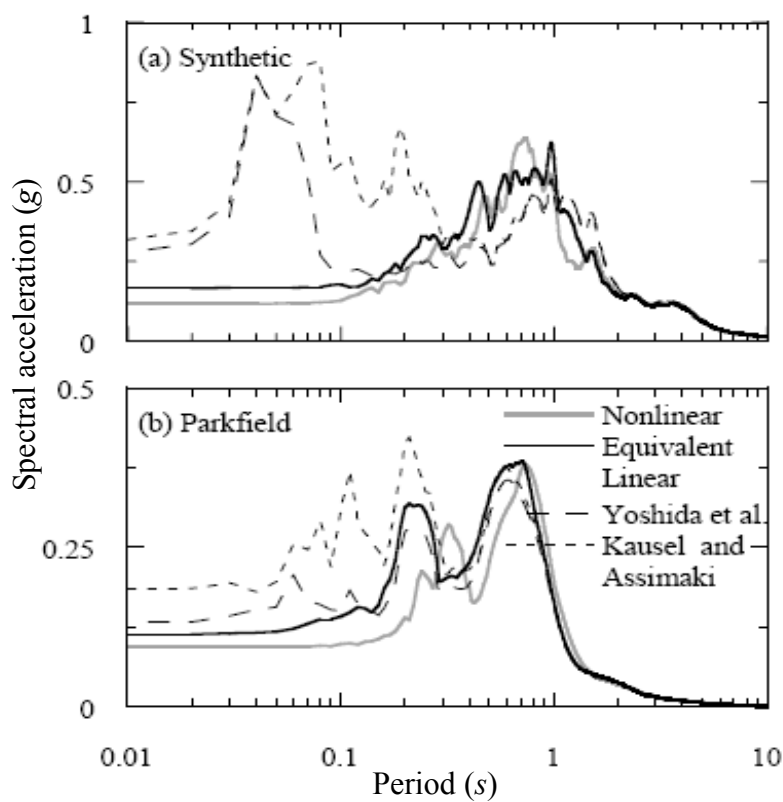 1
(a) Synthetic
0.5
0
Spectral acceleration (g)
0.5
(b) Parkfield
Nonlinear
Equivalent
Linear
Yoshida et al.
Kausel and
Assimaki
0.25
0
0.01
0.1
1
10
Period (s)